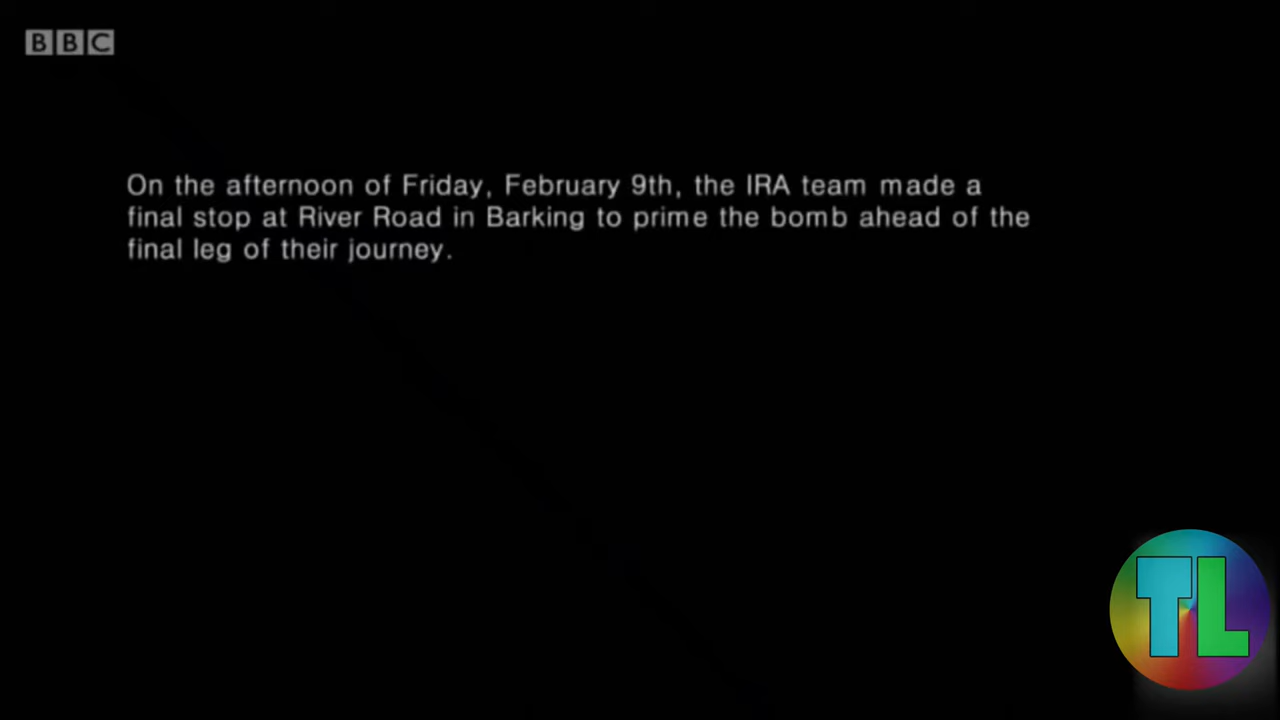 BBC
On the afternoon of Friday, February 9th, the IRA team made a
final stop at River Road in Barking to prime the bomb ahead of the
final leg of their journey.
TL